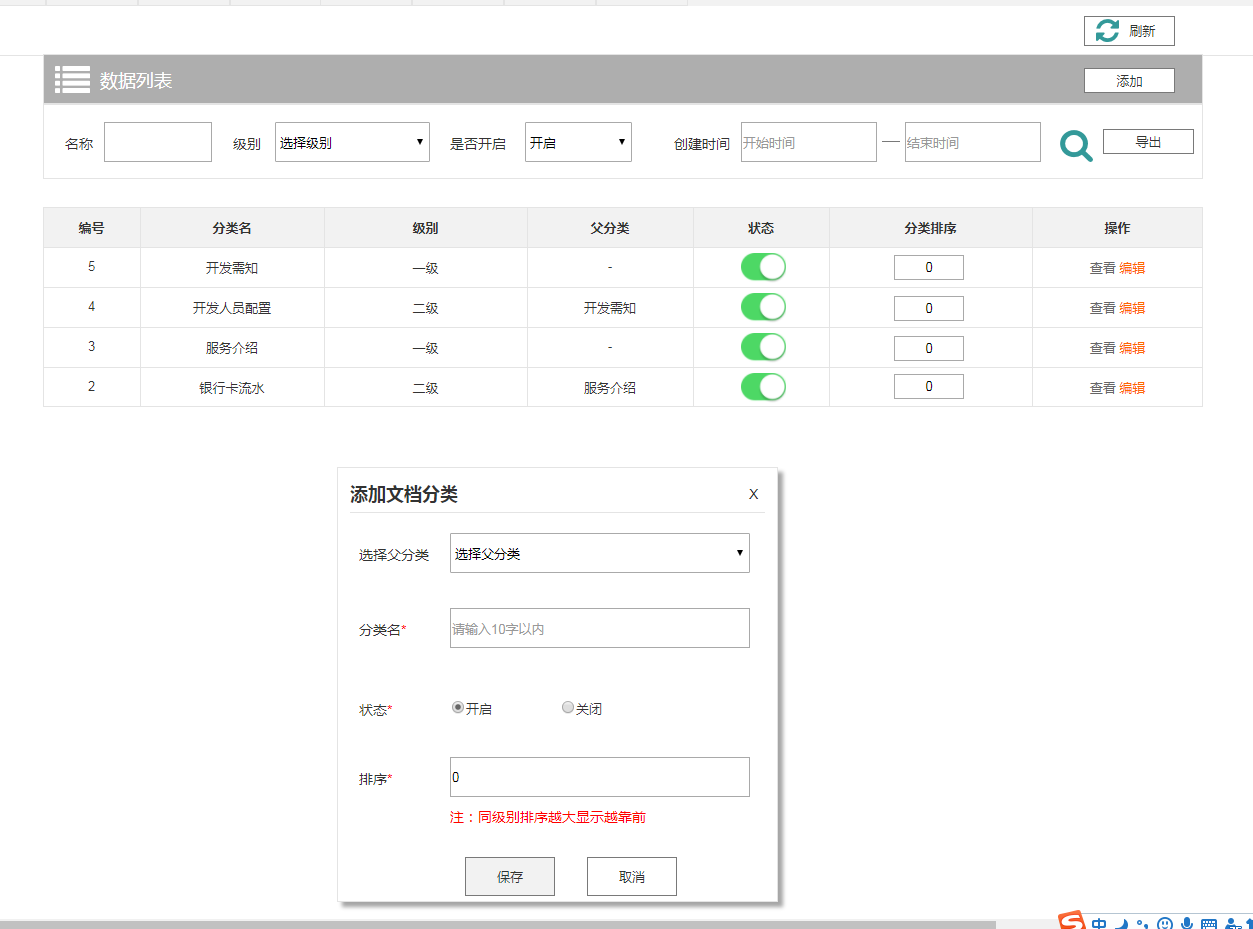 刷新
数据列表 添加
名称 级别 选择级别 是否开启 开启 创建时间 开始时间 — 结束时间 导出
编号 分类名 级别 父分类 状态 分类排序 操作
5 开发需知 一级 - 0 查看 编辑
4 开发人员配置 二级 开发需知 0 查看 编辑
3 服务介绍 一级 - 0 查看 编辑
2 银行卡流水 二级 服务介绍 0 查看 编辑
添加文档分类 X
选择父分类 选择父分类
分类名* 请输入10字以内
状态* 开启 关闭
排序* 0
注：同级别排序越大显示越靠前
保存 取消
中